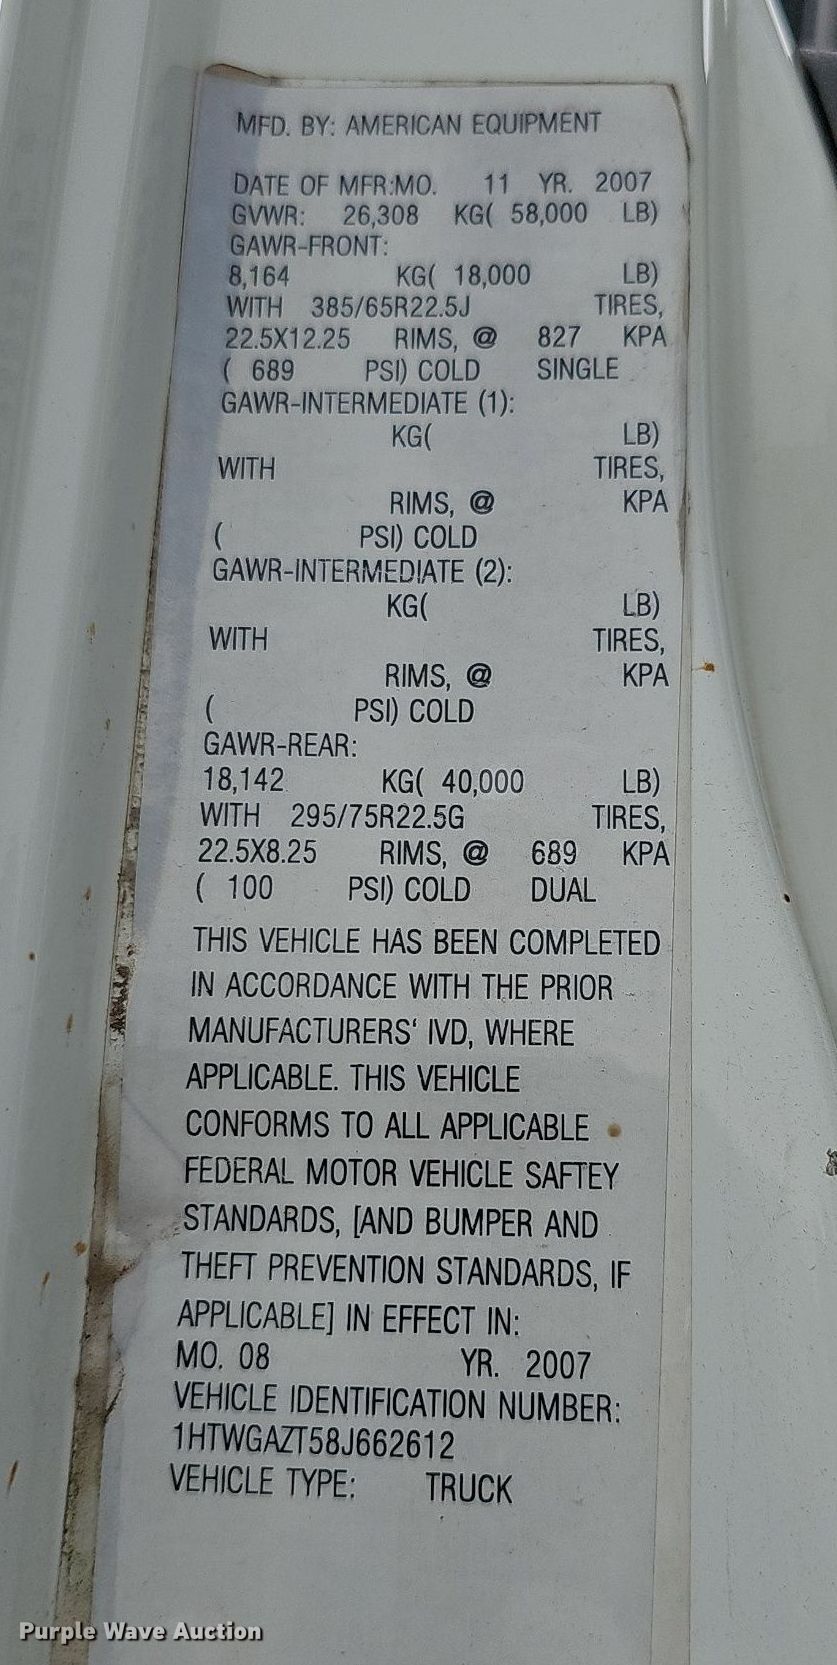 MFD. BY: AMERICAN EQUIPMENT
DATE OF MFR:MO. 11 YR. 2007
GVWR: 26,308 KG( 58,000 LB)
GAWR-FRONT:
8,164 KG( 18,000 LB)
WITH 385/65R22.5J TIRES,
22.5X12.25 RIMS, @ 827 KPA
( 689 PSI) COLD SINGLE
GAWR-INTERMEDIATE (1):
KG( LB)
WITH TIRES,
RIMS, @ KPA
( PSI) COLD
GAWR-INTERMEDIATE (2):
KG( LB)
WITH TIRES,
RIMS, @ KPA
( PSI) COLD
GAWR-REAR:
18,142 KG( 40,000 LB)
WITH 295/75R22.5G TIRES,
22.5X8.25 RIMS, @ 689 KPA
( 100 PSI) COLD DUAL
THIS VEHICLE HAS BEEN COMPLETED
IN ACCORDANCE WITH THE PRIOR
MANUFACTURERS' IVD, WHERE
APPLICABLE. THIS VEHICLE
CONFORMS TO ALL APPLICABLE
FEDERAL MOTOR VEHICLE SAFTEY
STANDARDS, [AND BUMPER AND
THEFT PREVENTION STANDARDS, IF
APPLICABLE] IN EFFECT IN:
MO. 08 YR. 2007
VEHICLE IDENTIFICATION NUMBER:
1HTWGAZT58J662612
VEHICLE TYPE: TRUCK
Purple Wave Auction